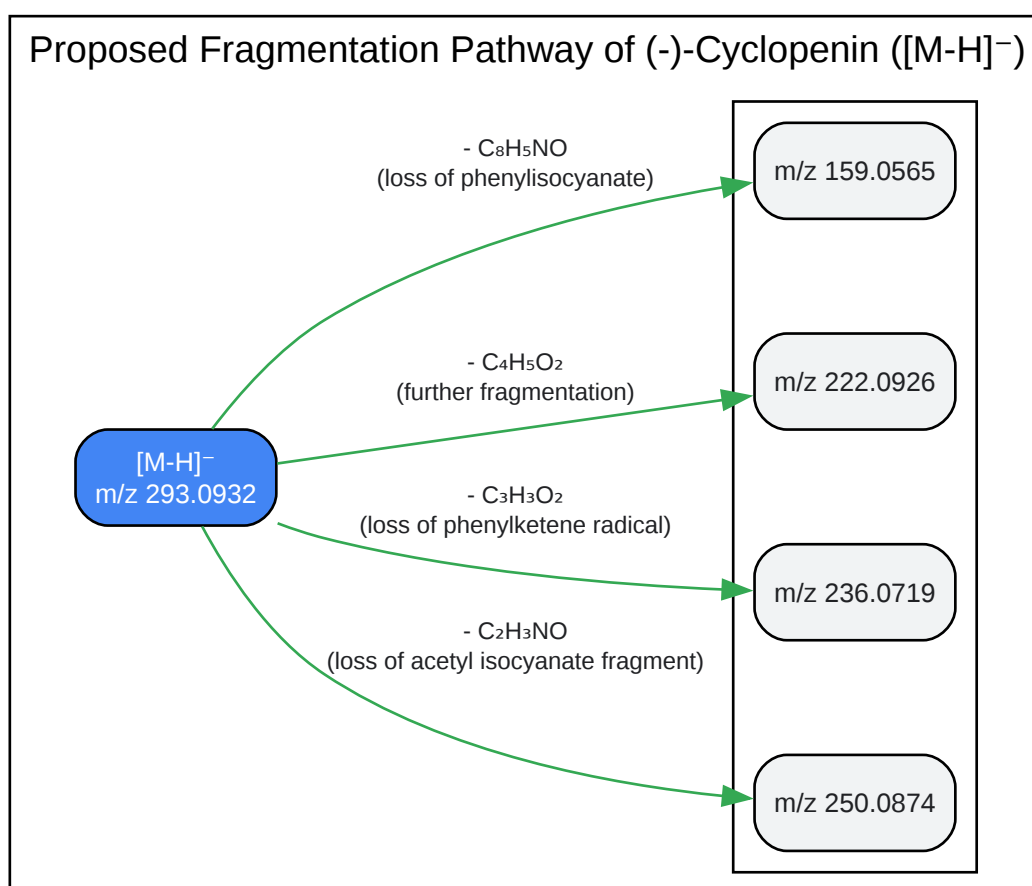 Proposed Fragmentation Pathway of (-)-Cyclopenin ([M-H]⁻)
- C₈H₅NO
(loss of phenylisocyanate)
m/z 159.0565
- C₄H₅O₂
(further fragmentation)
m/z 222.0926
[M-H]⁻
m/z 293.0932
- C₃H₃O₂
(loss of phenylketene radical)
m/z 236.0719
- C₂H₃NO
(loss of acetyl isocyanate fragment)
m/z 250.0874